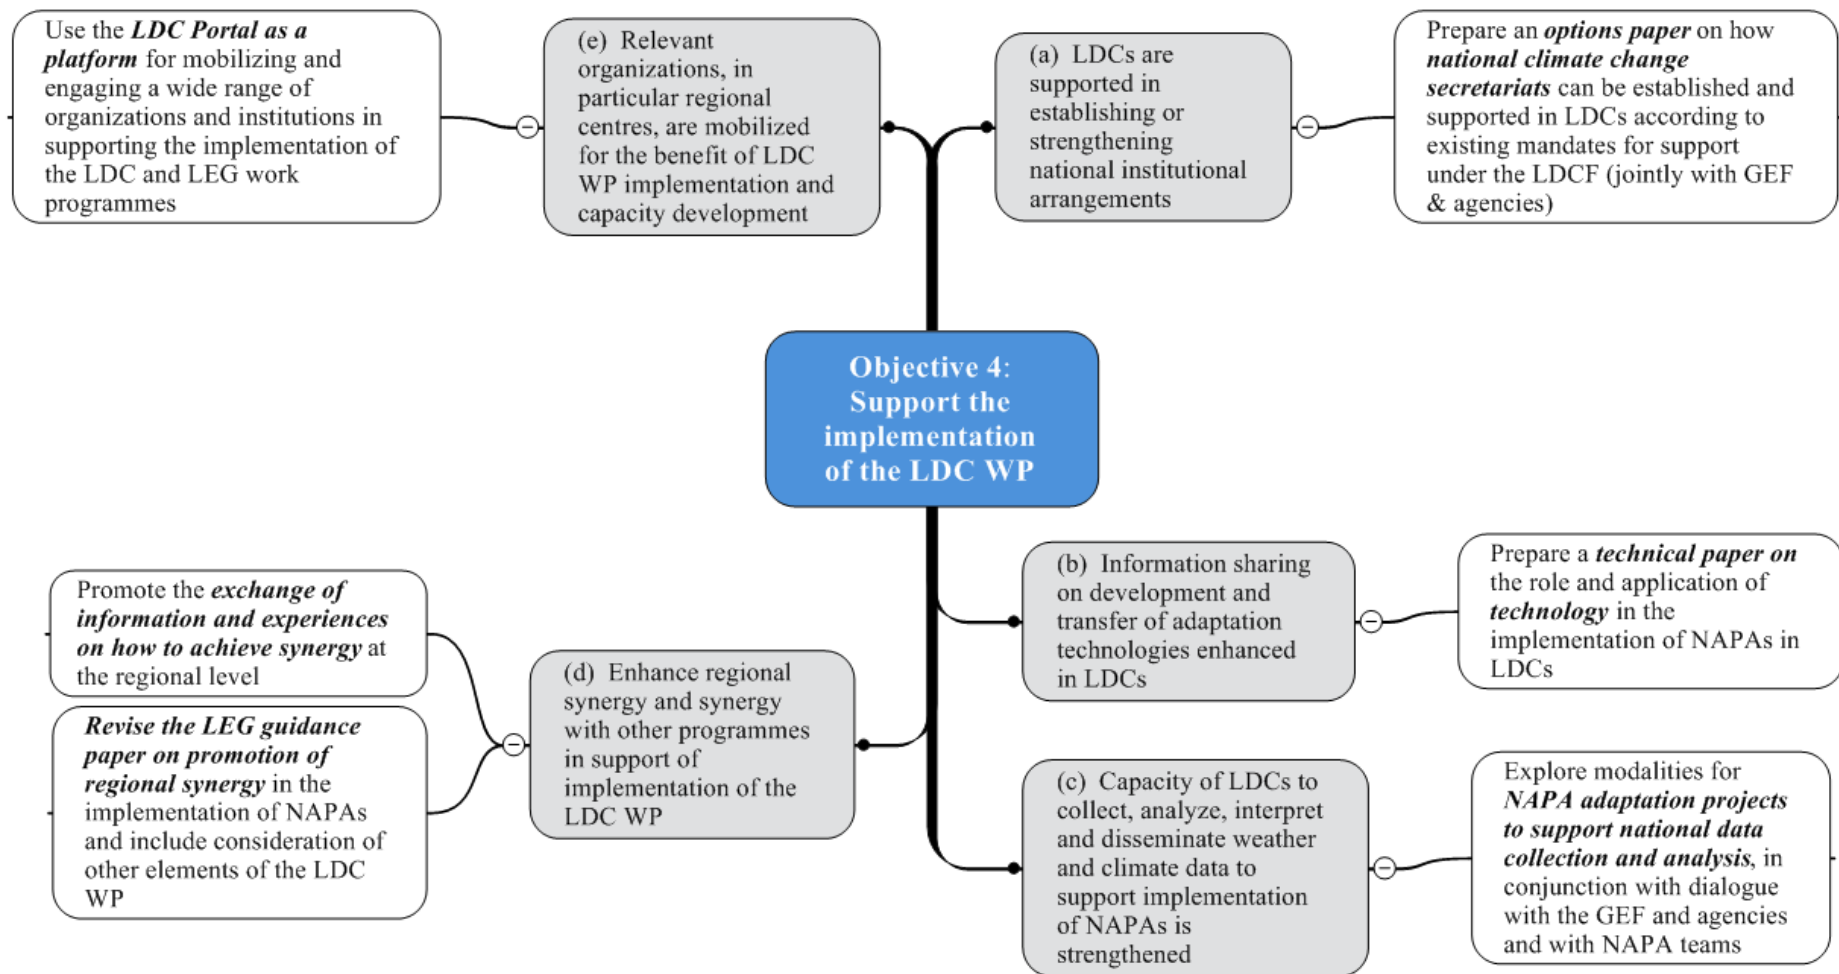 Use the LDC Portal as a
platform for mobilizing and
engaging a wide range of
organizations and institutions in
supporting the implementation of
the LDC and LEG work
programmes
(e) Relevant
organizations, in
particular regional
centres, are mobilized
for the benefit of LDC
WP implementation and
capacity development
(a) LDCs are
supported in
establishing or
strengthening
national institutional
arrangements
Prepare an options paper on how
national climate change
secretariats can be established and
supported in LDCs according to
existing mandates for support
under the LDCF (jointly with GEF
& agencies)
Objective 4:
Support the
implementation
of the LDC WP
Promote the exchange of
information and experiences
on how to achieve synergy at
the regional level
Revise the LEG guidance
paper on promotion of
regional synergy in the
implementation of NAPAs
and include consideration of
other elements of the LDC
WP
(d) Enhance regional
synergy and synergy
with other programmes
in support of
implementation of the
LDC WP
(b) Information sharing
on development and
transfer of adaptation
technologies enhanced
in LDCs
Prepare a technical paper on
the role and application of
technology in the
implementation of NAPAs in
LDCs
(c) Capacity of LDCs to
collect, analyze, interpret
and disseminate weather
and climate data to
support implementation
of NAPAs is
strengthened
Explore modalities for
NAPA adaptation projects
to support national data
collection and analysis, in
conjunction with dialogue
with the GEF and agencies
and with NAPA teams